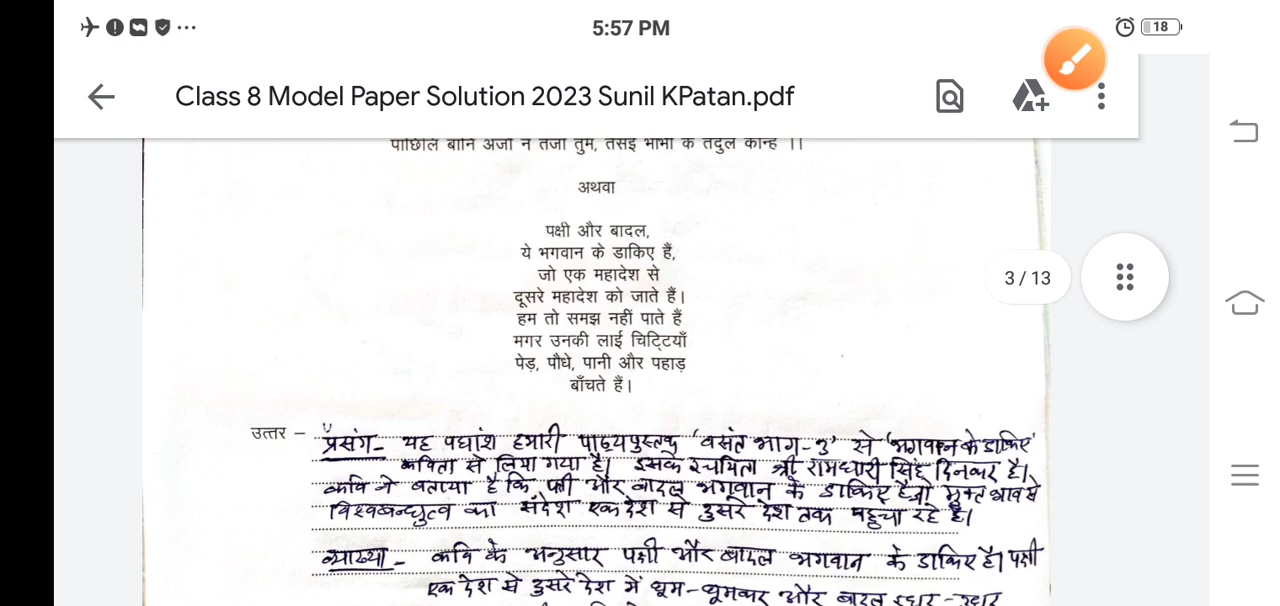 5:57 PM
18
Class 8 Model Paper Solution 2023 Sunil KPatan.pdf
पाछिलि बानि अजौ न तजो तुम, तैसई भाभी के तंदुल कीन्हें ।।
अथवा
पक्षी और बादल,
ये भगवान के डाकिए हैं,
जो एक महादेश से
दूसरे महादेश को जाते हैं।
हम तो समझ नहीं पाते हैं
मगर उनकी लाई चिट्टियाँ
पेड़, पौधे, पानी और पहाड़
बाँचते हैं।
3 / 13
उत्तर –
प्रसंग- यह पद्यांश हमारी पाठ्यपुस्तक 'वसंत भाग-3' से 'भगवान के डाकिए'
कविता से लिया गया है। इसके रचयिता श्री रामधारी सिंह दिनकर है।
कवि ने बताया है कि पक्षी और बादल भगवान के डाकिए है जो मुक्त भाव से
विश्वबन्धुत्व का संदेश एक देश से दुसरे देश तक पहुचा रहे है।
व्याख्या - कवि के अनुसार पक्षी और बादल भगवान के डाकिए है। पक्षी
एक देश से दुसरे देश में घूम-घूमकर और बादल इधर-उधर